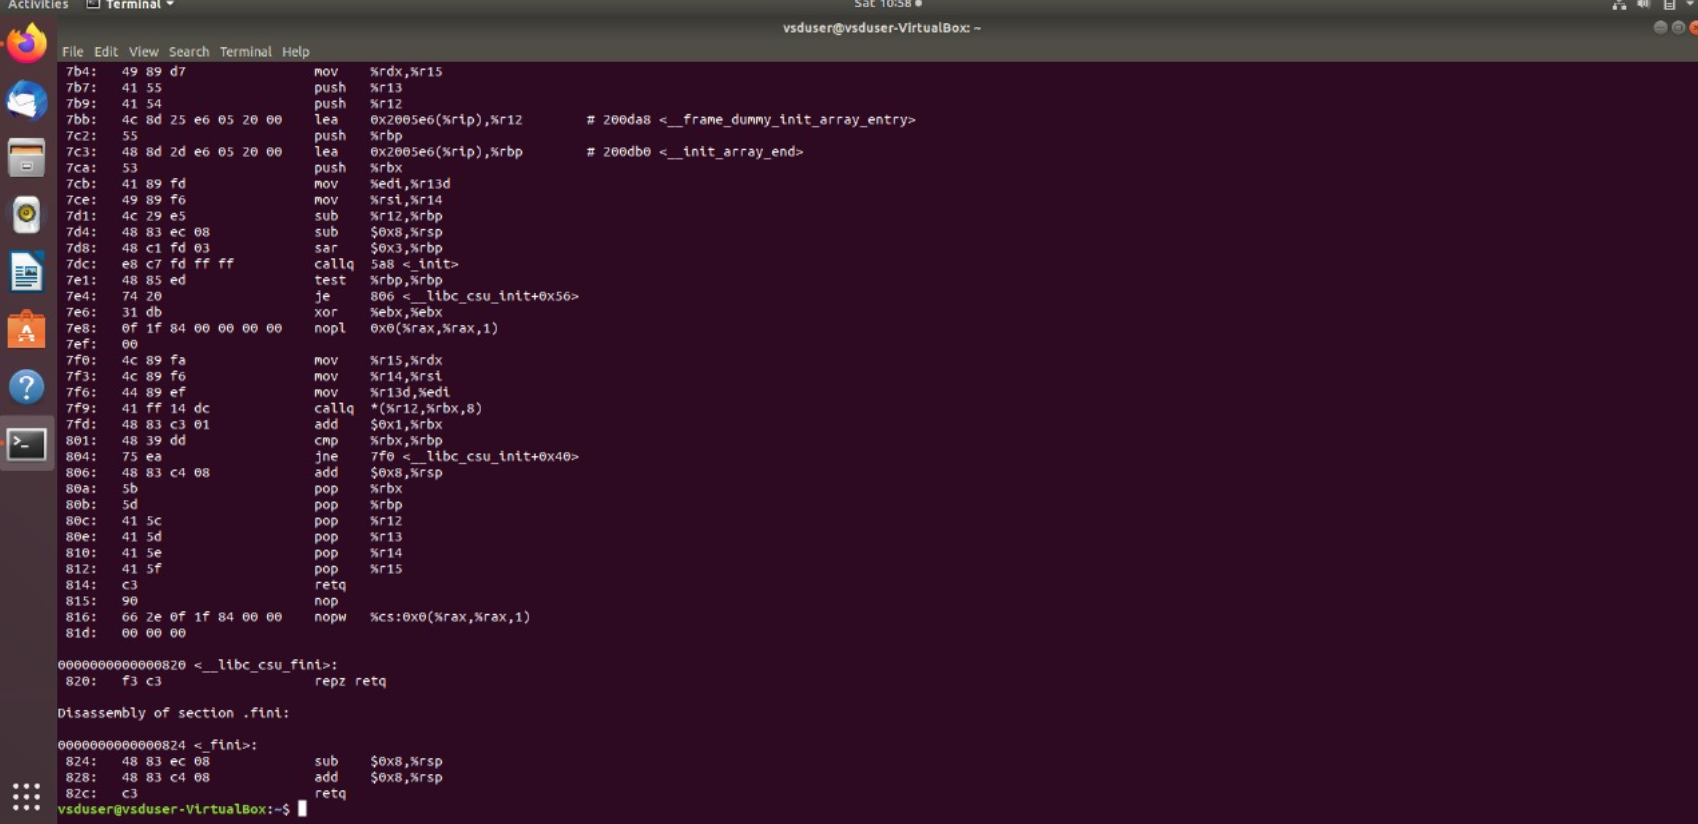 Activities Terminal Sat 10:58
vsduser@vsduser-VirtualBox: ~
File Edit View Search Terminal Help
7b4: 49 89 d7 mov %rdx,%r15
7b7: 41 55 push %r13
7b9: 41 54 push %r12
7bb: 4c 8d 25 e6 05 20 00 lea 0x2005e6(%rip),%r12 # 200da8 <__frame_dummy_init_array_entry>
7c2: 55 push %rbp
7c3: 48 8d 2d e6 05 20 00 lea 0x2005e6(%rip),%rbp # 200db0 <__init_array_end>
7ca: 53 push %rbx
7cb: 41 89 fd mov %edi,%r13d
7ce: 49 89 f6 mov %rsi,%r14
7d1: 4c 29 e5 sub %r12,%rbp
7d4: 48 83 ec 08 sub $0x8,%rsp
7d8: 48 c1 fd 03 sar $0x3,%rbp
7dc: e8 c7 fd ff ff callq 5a8 <_init>
7e1: 48 85 ed test %rbp,%rbp
7e4: 74 20 je 806 <__libc_csu_init+0x56>
7e6: 31 db xor %ebx,%ebx
7e8: 0f 1f 84 00 00 00 00 nopl 0x0(%rax,%rax,1)
7ef: 00
7f0: 4c 89 fa mov %r15,%rdx
7f3: 4c 89 f6 mov %r14,%rsi
7f6: 44 89 ef mov %r13d,%edi
7f9: 41 ff 14 dc callq *(%r12,%rbx,8)
7fd: 48 83 c3 01 add $0x1,%rbx
801: 48 39 dd cmp %rbx,%rbp
804: 75 ea jne 7f0 <__libc_csu_init+0x40>
806: 48 83 c4 08 add $0x8,%rsp
80a: 5b pop %rbx
80b: 5d pop %rbp
80c: 41 5c pop %r12
80e: 41 5d pop %r13
810: 41 5e pop %r14
812: 41 5f pop %r15
814: c3 retq
815: 90 nop
816: 66 2e 0f 1f 84 00 00 nopw %cs:0x0(%rax,%rax,1)
81d: 00 00 00
0000000000000820 <__libc_csu_fini>:
820: f3 c3 repz retq
Disassembly of section .fini:
0000000000000824 <_fini>:
824: 48 83 ec 08 sub $0x8,%rsp
828: 48 83 c4 08 add $0x8,%rsp
82c: c3 retq
vsduser@vsduser-VirtualBox:~$